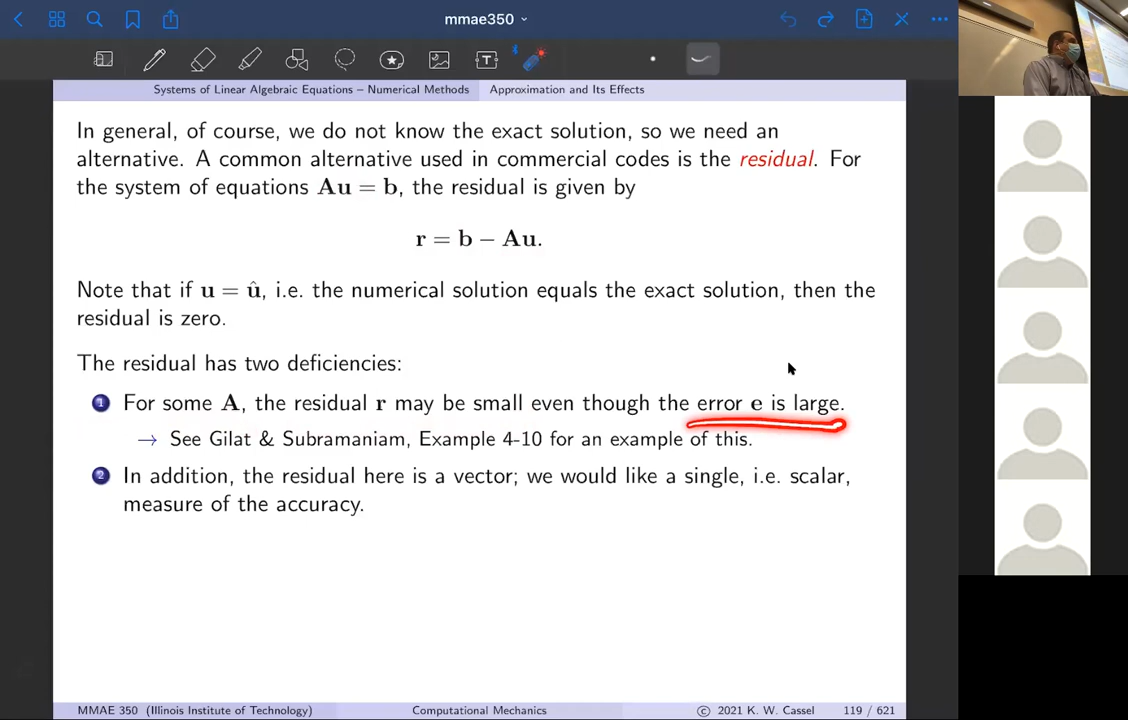 mmae350
Systems of Linear Algebraic Equations – Numerical Methods Approximation and Its Effects
In general, of course, we do not know the exact solution, so we need an
alternative. A common alternative used in commercial codes is the residual. For
the system of equations Au = b, the residual is given by
r = b − Au.
Note that if u = û, i.e. the numerical solution equals the exact solution, then the
residual is zero.
The residual has two deficiencies:
1 For some A, the residual r may be small even though the error e is large.
→ See Gilat & Subramaniam, Example 4-10 for an example of this.
2 In addition, the residual here is a vector; we would like a single, i.e. scalar,
measure of the accuracy.
MMAE 350 (Illinois Institute of Technology) Computational Mechanics © 2021 K. W. Cassel 119 / 621